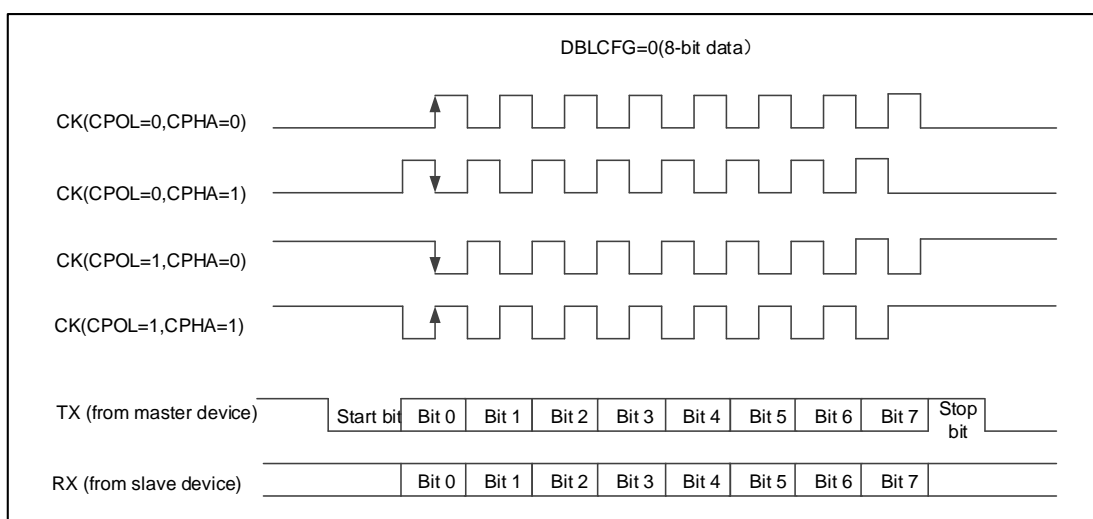 DBLCFG=0(8-bit data）
CK(CPOL=0,CPHA=0)
CK(CPOL=0,CPHA=1)
CK(CPOL=1,CPHA=0)
CK(CPOL=1,CPHA=1)
TX (from master device)
Start bit Bit 0 Bit 1 Bit 2 Bit 3 Bit 4 Bit 5 Bit 6 Bit 7 Stop
bit
RX (from slave device)
Bit 0 Bit 1 Bit 2 Bit 3 Bit 4 Bit 5 Bit 6 Bit 7